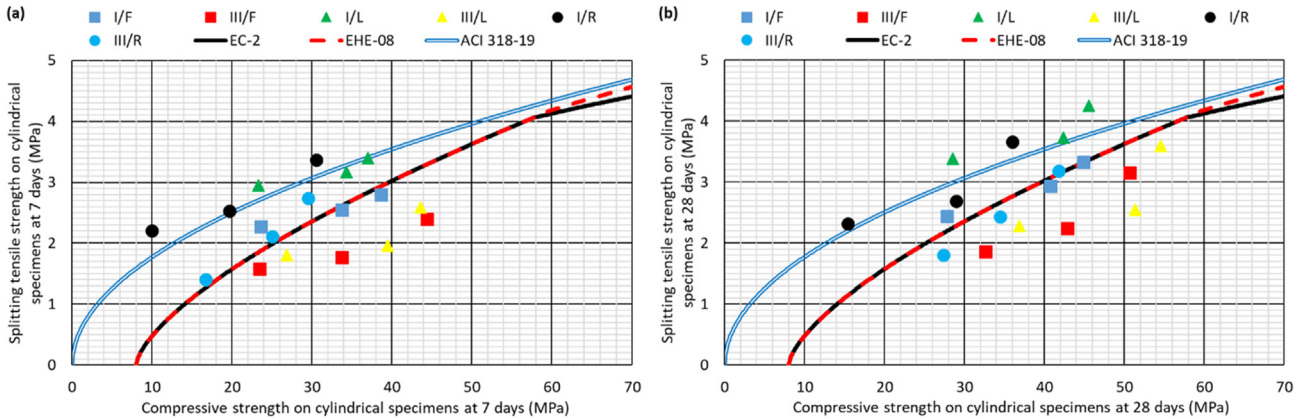 (a)
I/F III/F I/L III/L I/R
III/R EC-2 EHE-08 ACI 318-19
Splitting tensile strength on cylindrical
specimens at 7 days (MPa)
5
4
3
2
1
0
0 10 20 30 40 50 60 70
Compressive strength on cylindrical specimens at 7 days (MPa)
(b)
I/F III/F I/L III/L I/R
III/R EC-2 EHE-08 ACI 318-19
Splitting tensile strength on cylindrical
specimens at 28 days (MPa)
5
4
3
2
1
0
0 10 20 30 40 50 60 70
Compressive strength on cylindrical specimens at 28 days (MPa)